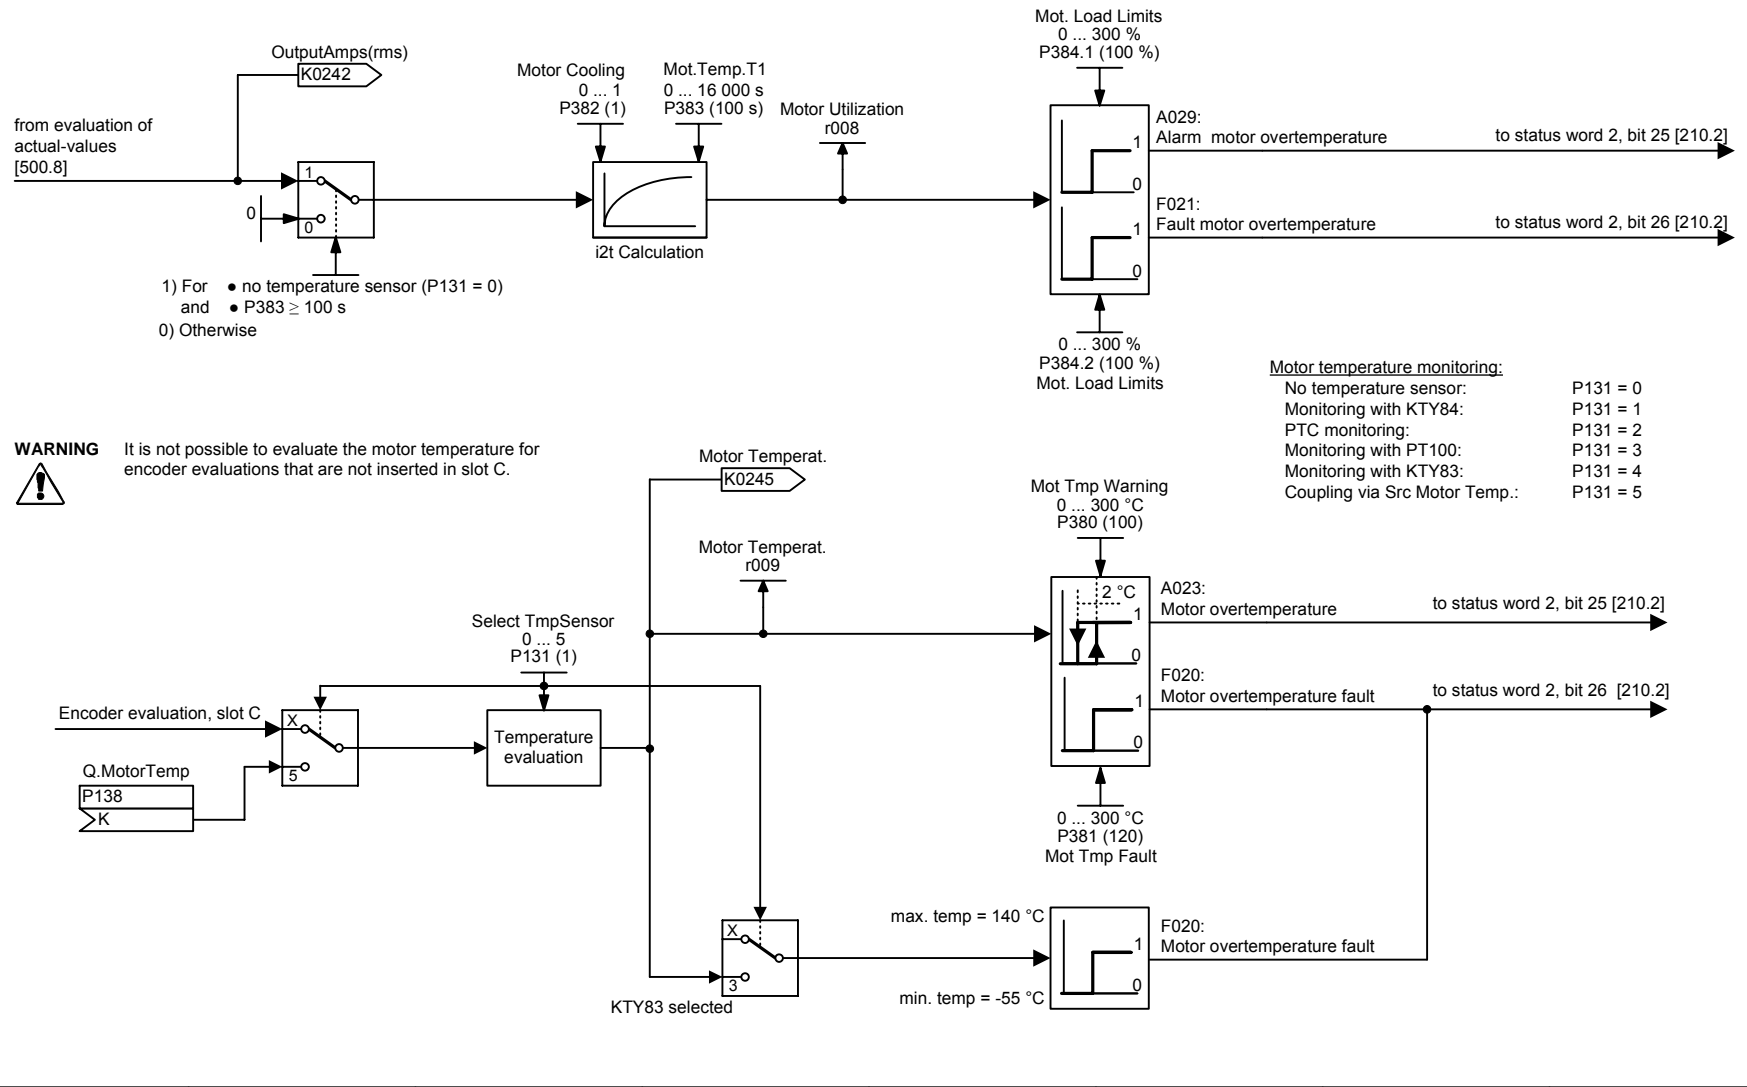 Mot. Load Limits
0 ... 300 %
P384.1 (100 %)
OutputAmps(rms)
K0242
Motor Cooling
0 ... 1
P382 (1)
Mot.Temp.T1
0 ... 16 000 s
P383 (100 s)
Motor Utilization
r008
from evaluation of
actual-values
[500.8]
1
0
0
i2t Calculation
1) For • no temperature sensor (P131 = 0)
and • P383 ≥ 100 s
0) Otherwise
1
0
1
0
A029:
Alarm motor overtemperature
to status word 2, bit 25 [210.2]
F021:
Fault motor overtemperature
to status word 2, bit 26 [210.2]
0 ... 300 %
P384.2 (100 %)
Mot. Load Limits
Motor temperature monitoring:
No temperature sensor: P131 = 0
Monitoring with KTY84: P131 = 1
PTC monitoring: P131 = 2
Monitoring with PT100: P131 = 3
Monitoring with KTY83: P131 = 4
Coupling via Src Motor Temp.: P131 = 5
WARNING It is not possible to evaluate the motor temperature for
encoder evaluations that are not inserted in slot C.
!
Motor Temperat.
K0245
Motor Temperat.
r009
Mot Tmp Warning
0 ... 300 °C
P380 (100)
2 °C
1
0
1
0
A023:
Motor overtemperature
to status word 2, bit 25 [210.2]
F020:
Motor overtemperature fault
to status word 2, bit 26 [210.2]
Select TmpSensor
0 ... 5
P131 (1)
Encoder evaluation, slot C
X
5
Temperature
evaluation
Q.MotorTemp
P138
K
0 ... 300 °C
P381 (120)
Mot Tmp Fault
X
3
KTY83 selected
max. temp = 140 °C
min. temp = -55 °C
1
0
F020:
Motor overtemperature fault